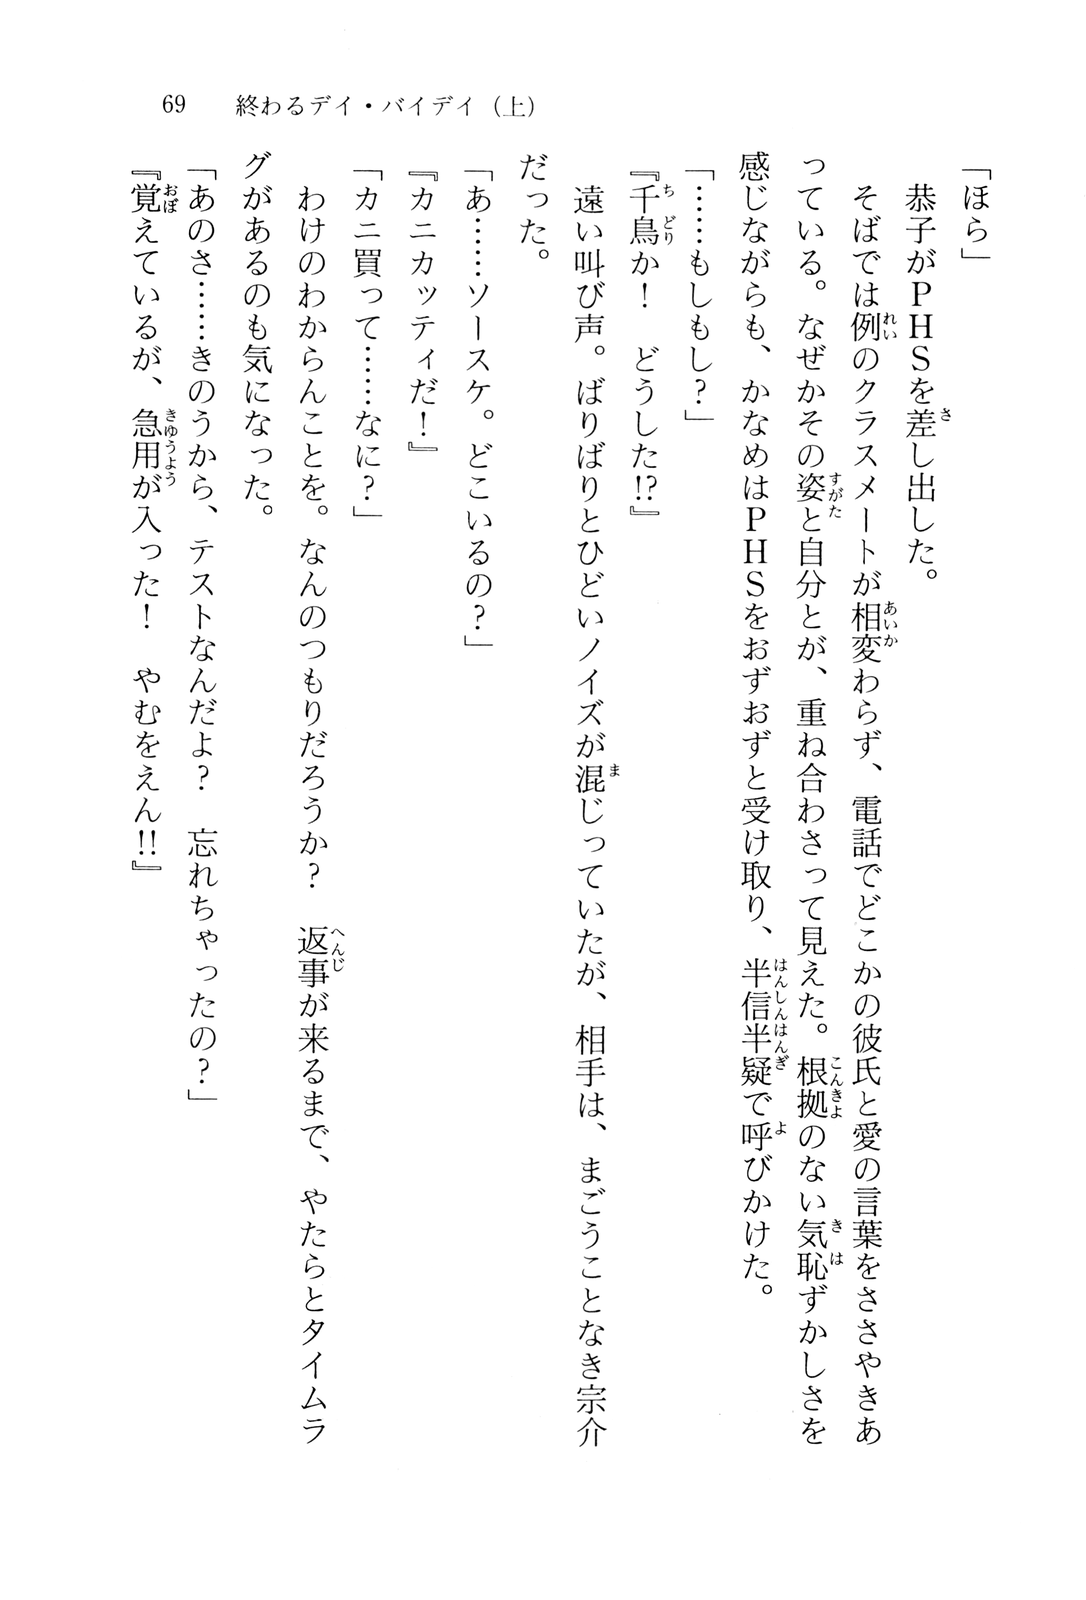 69　終わるデイ・バイデイ（上）
「ほら」
　恭子がＰＨＳを差し出した。
　そばでは例のクラスメートが相変わらず、電話でどこかの彼氏と愛の言葉をささやきあ
っている。なぜかその姿と自分とが、重ね合わさって見えた。根拠のない気恥ずかしさを
感じながらも、かなめはＰＨＳをおずおずと受け取り、半信半疑で呼びかけた。
「……もしもし？」
『千鳥か！　どうした!?』
　遠い叫び声。ばりばりとひどいノイズが混じっていたが、相手は、まごうことなき宗介
だった。
「あ……ソースケ。どこいるの？」
『カニカッティだ！』
「カニ買って……なに？」
　わけのわからんことを。なんのつもりだろうか？　返事が来るまで、やたらとタイムラ
グがあるのも気になった。
「あのさ……きのうから、テストなんだよ？　忘れちゃったの？」
『覚えているが、急用が入った！　やむをえん!!』